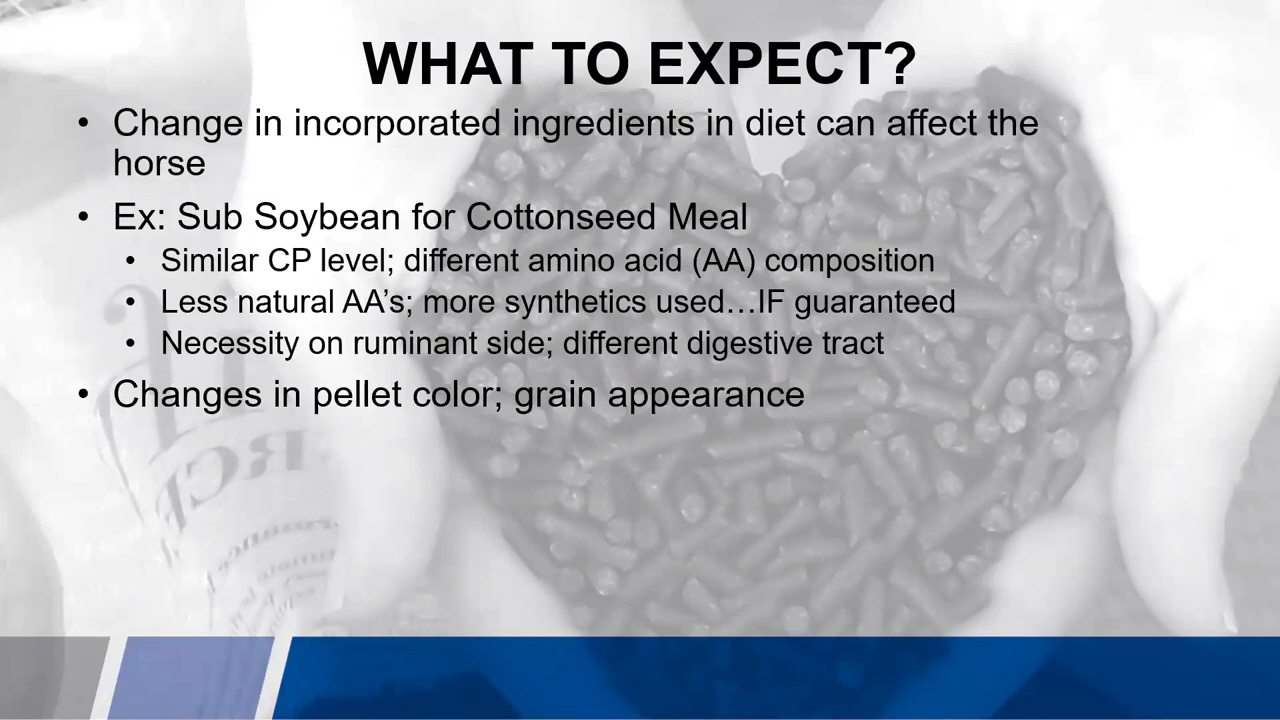 WHAT TO EXPECT?
• Change in incorporated ingredients in diet can affect the
horse
• Ex: Sub Soybean for Cottonseed Meal
• Similar CP level; different amino acid (AA) composition
• Less natural AA’s; more synthetics used…IF guaranteed
• Necessity on ruminant side; different digestive tract
• Changes in pellet color; grain appearance